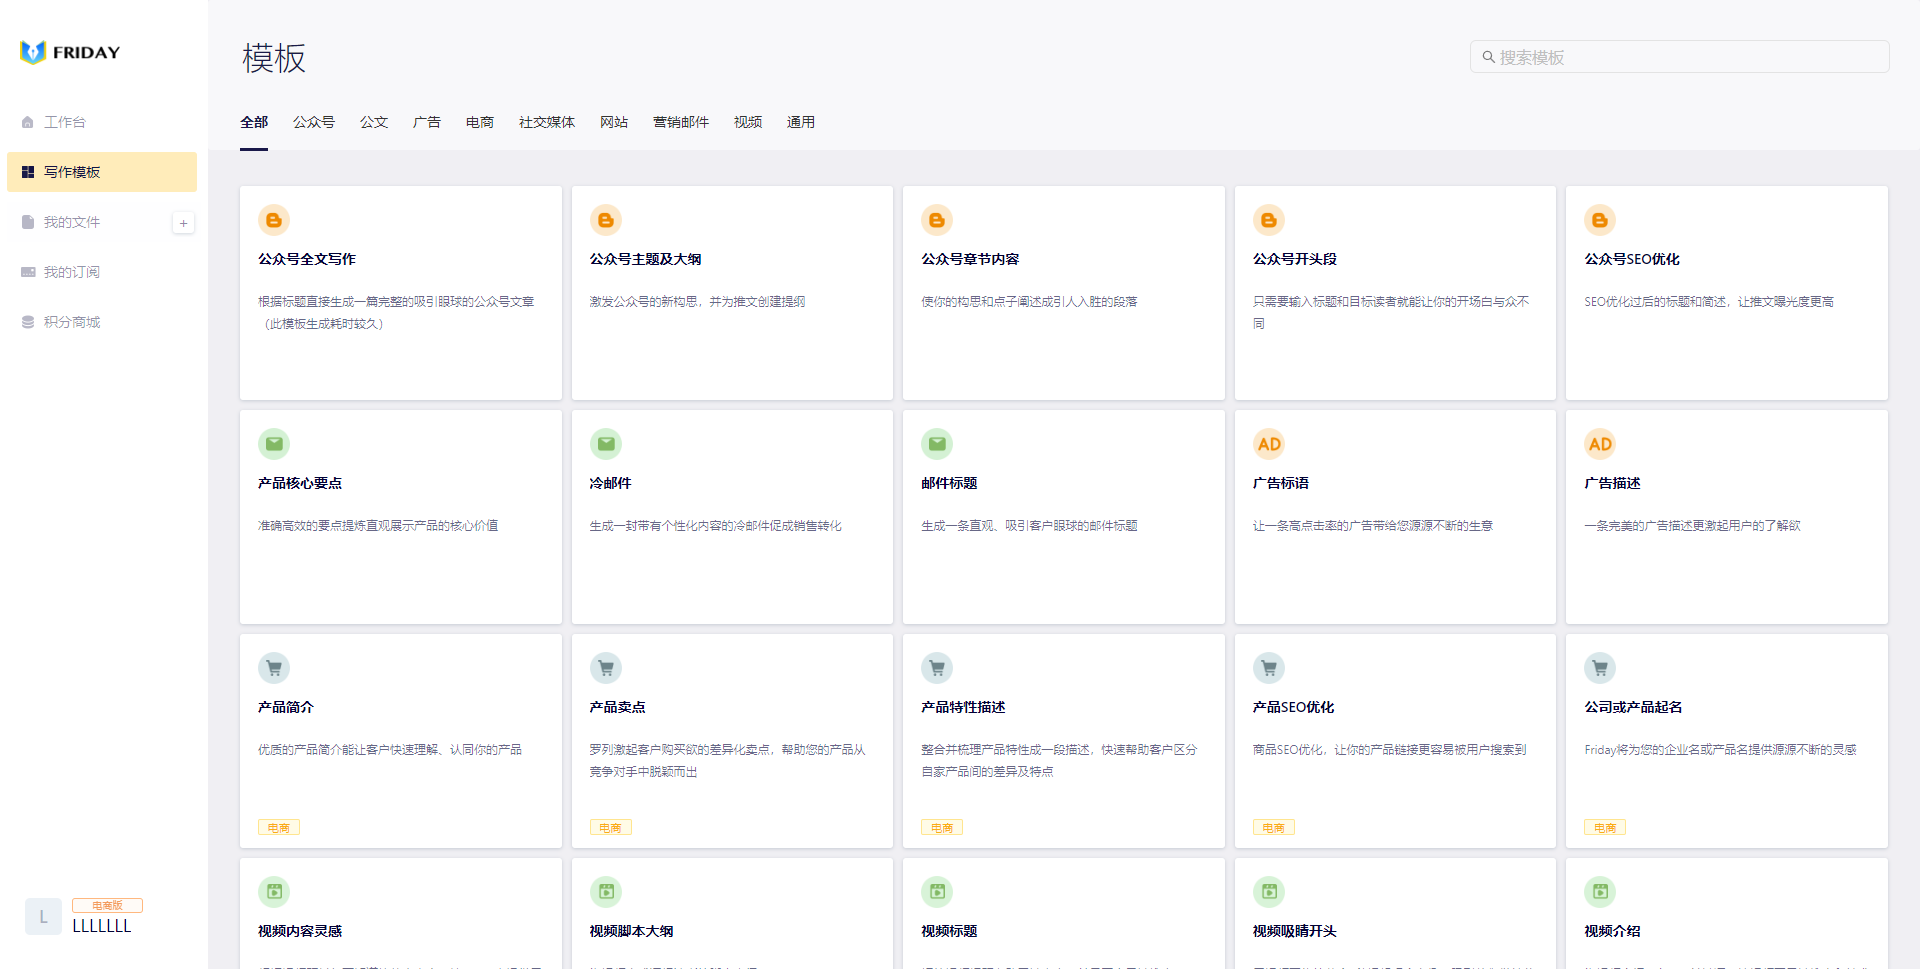 FRIDAY
工作台
写作模板
我的文件
+
我的订阅
积分商城
L
电商版
LLLLLLL
模板
搜索模板
全部 公众号 公文 广告 电商 社交媒体 网站 营销邮件 视频 通用
公众号全文写作
根据标题直接生成一篇完整的吸引眼球的公众号文章
（此模板生成耗时较久）
公众号主题及大纲
激发公众号的新构思，并为推文创建提纲
公众号章节内容
使你的构思和点子阐述成引人入胜的段落
公众号开头段
只需要输入标题和目标读者就能让你的开场白与众不
同
公众号SEO优化
SEO优化过后的标题和简述，让推文曝光度更高
产品核心要点
准确高效的要点提炼直观展示产品的核心价值
冷邮件
生成一封带有个性化内容的冷邮件促成销售转化
邮件标题
生成一条直观、吸引客户眼球的邮件标题
AD
广告标语
让一条高点击率的广告带给您源源不断的生意
AD
广告描述
一条完美的广告描述更激起用户的了解欲
产品简介
优质的产品简介能让客户快速理解、认同你的产品
电商
产品卖点
罗列激起客户购买欲的差异化卖点，帮助您的产品从
竞争对手中脱颖而出
电商
产品特性描述
整合并梳理产品特性成一段描述，快速帮助客户区分
自家产品间的差异及特点
电商
产品SEO优化
商品SEO优化，让你的产品链接更容易被用户搜索到
电商
公司或产品起名
Friday将为您的企业名或产品名提供源源不断的灵感
电商
视频内容灵感
视频脚本大纲
视频标题
视频吸睛开头
视频介绍